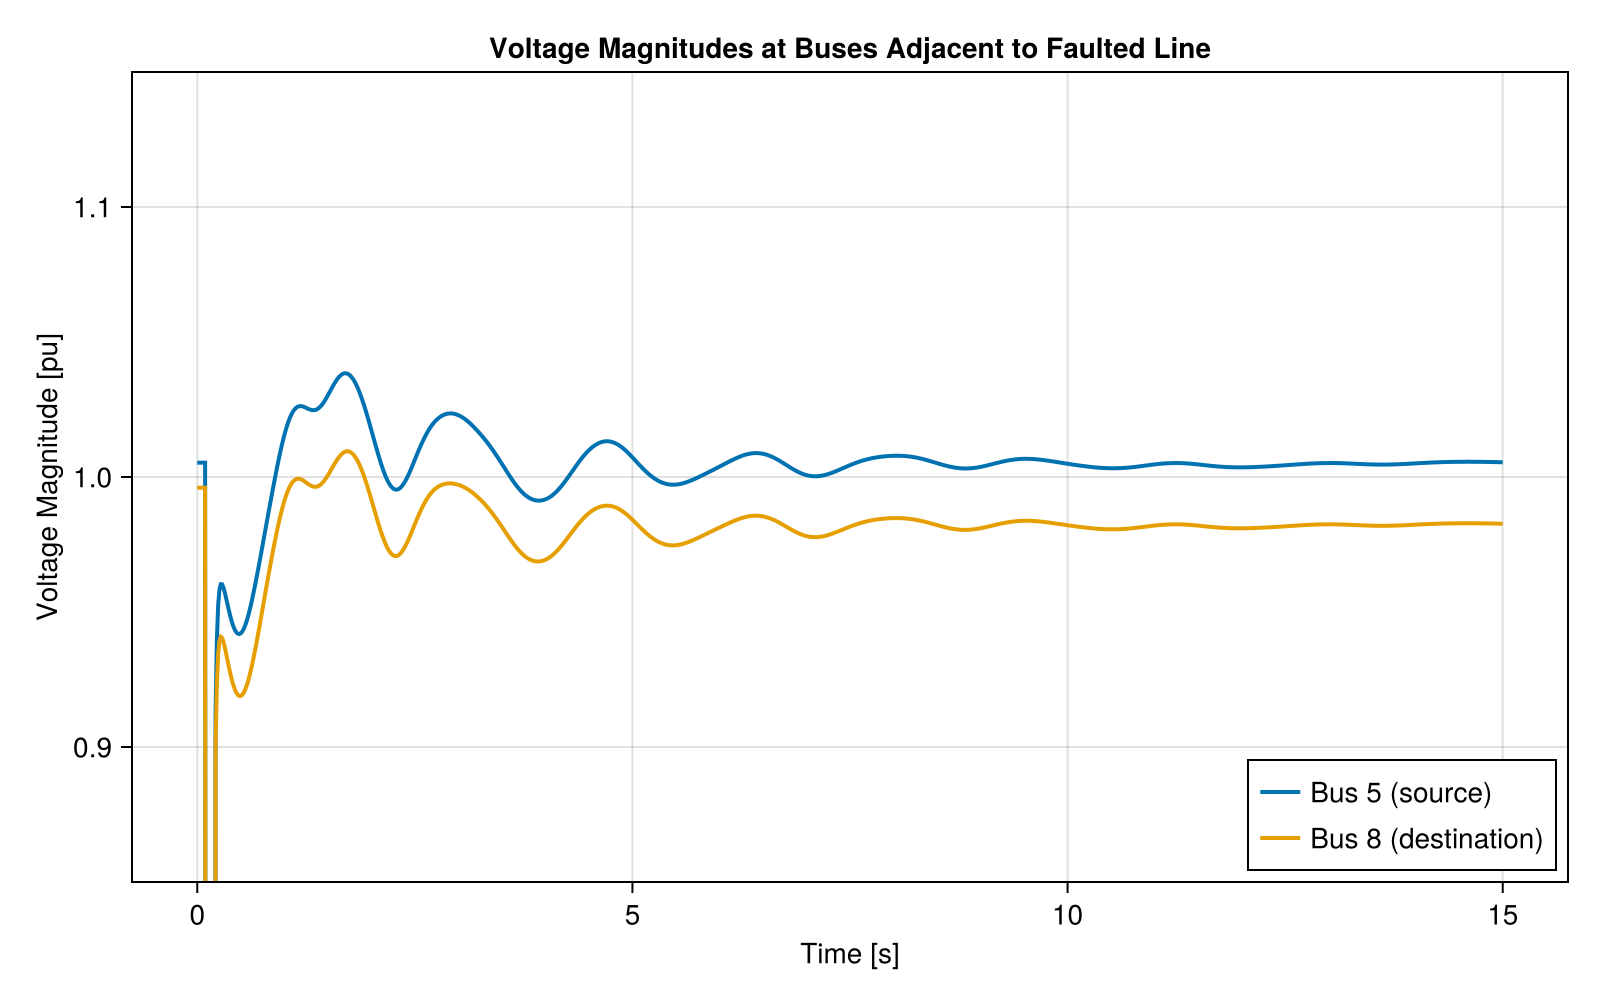 Voltage Magnitudes at Buses Adjacent to Faulted Line
Voltage Magnitude [pu]
1.1
1.0
0.9
0
5
10
15
Time [s]
Bus 5 (source)
Bus 8 (destination)